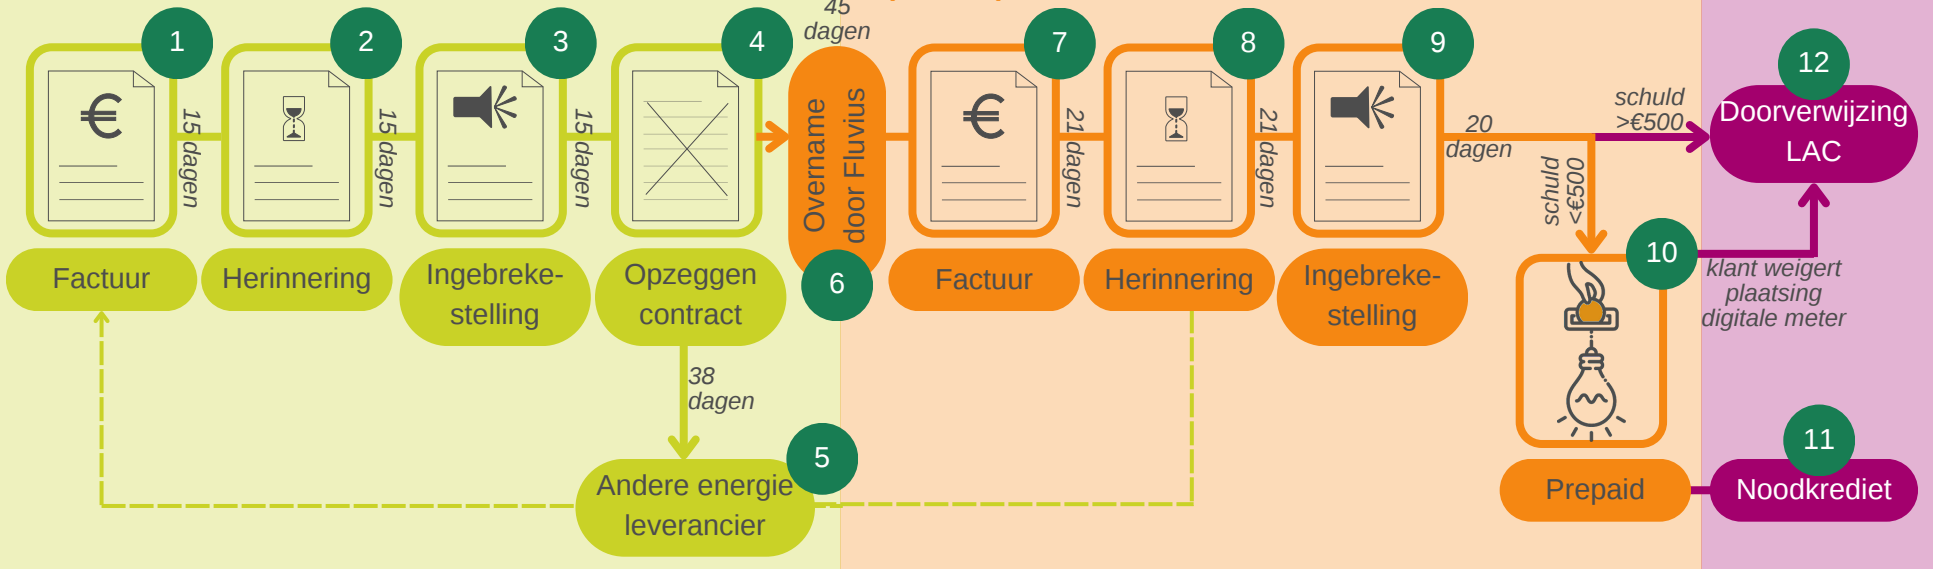 1
2
3
4
45
dagen
7
8
9
12
15 dagen
15 dagen
15 dagen
Overname
door Fluvius
21 dagen
21 dagen
20
dagen
schuld
>€500
Doorverwijzing
LAC
schuld
<€500
Factuur
Herinnering
Ingebreke-
stelling
Opzeggen
contract
6
Factuur
Herinnering
Ingebreke-
stelling
10
klant weigert
plaatsing
digitale meter
38
dagen
5
Andere energie
leverancier
11
Prepaid
Noodkrediet